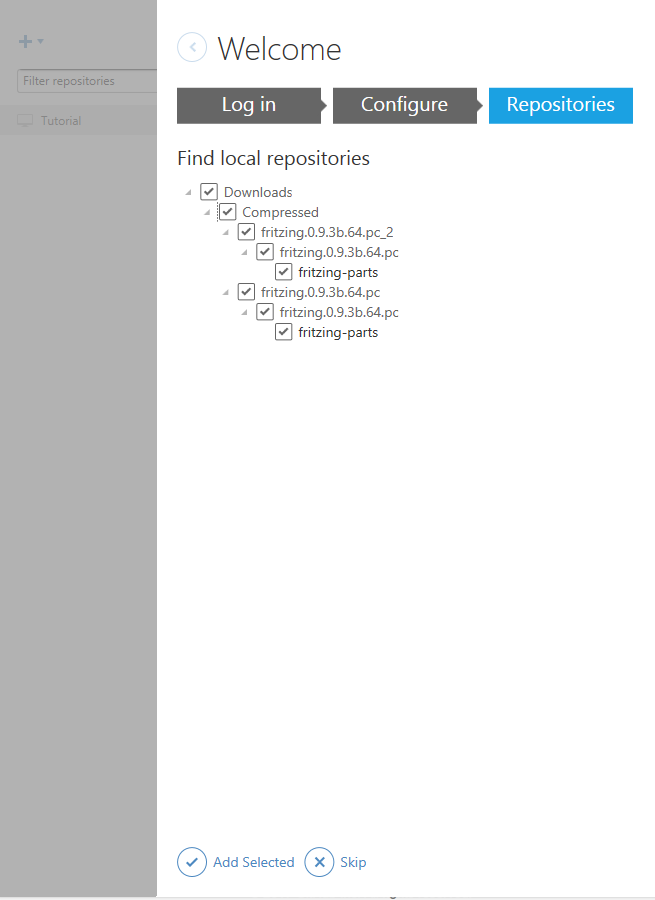 Welcome
Filter repositories
Log in
Configure
Repositories
Tutorial
Find local repositories
Downloads
Compressed
fritzing.0.9.3b.64.pc_2
fritzing.0.9.3b.64.pc
fritzing-parts
fritzing.0.9.3b.64.pc
fritzing.0.9.3b.64.pc
fritzing-parts
Add Selected
Skip